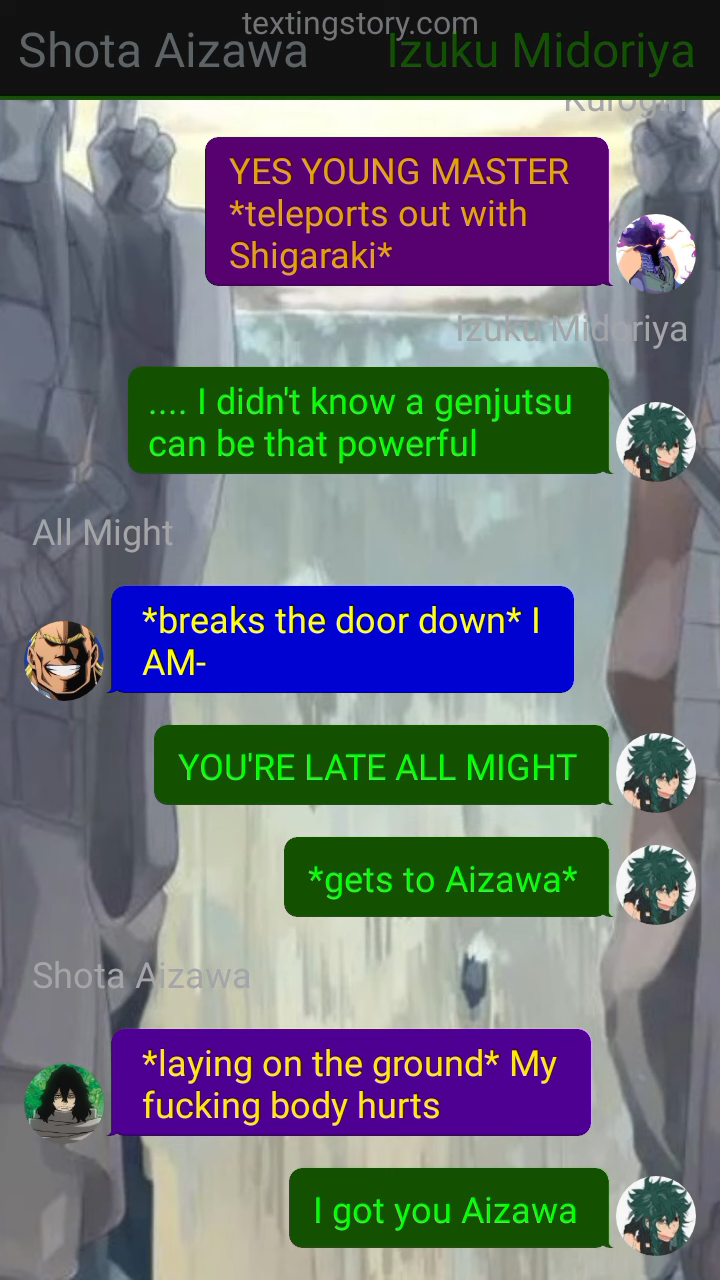 textingstory.com
Shota Aizawa Izuku Midoriya
Kurogiri
YES YOUNG MASTER
*teleports out with
Shigaraki*
Izuku Midoriya
.... I didn't know a genjutsu
can be that powerful
All Might
*breaks the door down* I
AM-
YOU'RE LATE ALL MIGHT
*gets to Aizawa*
Shota Aizawa
*laying on the ground* My
fucking body hurts
I got you Aizawa